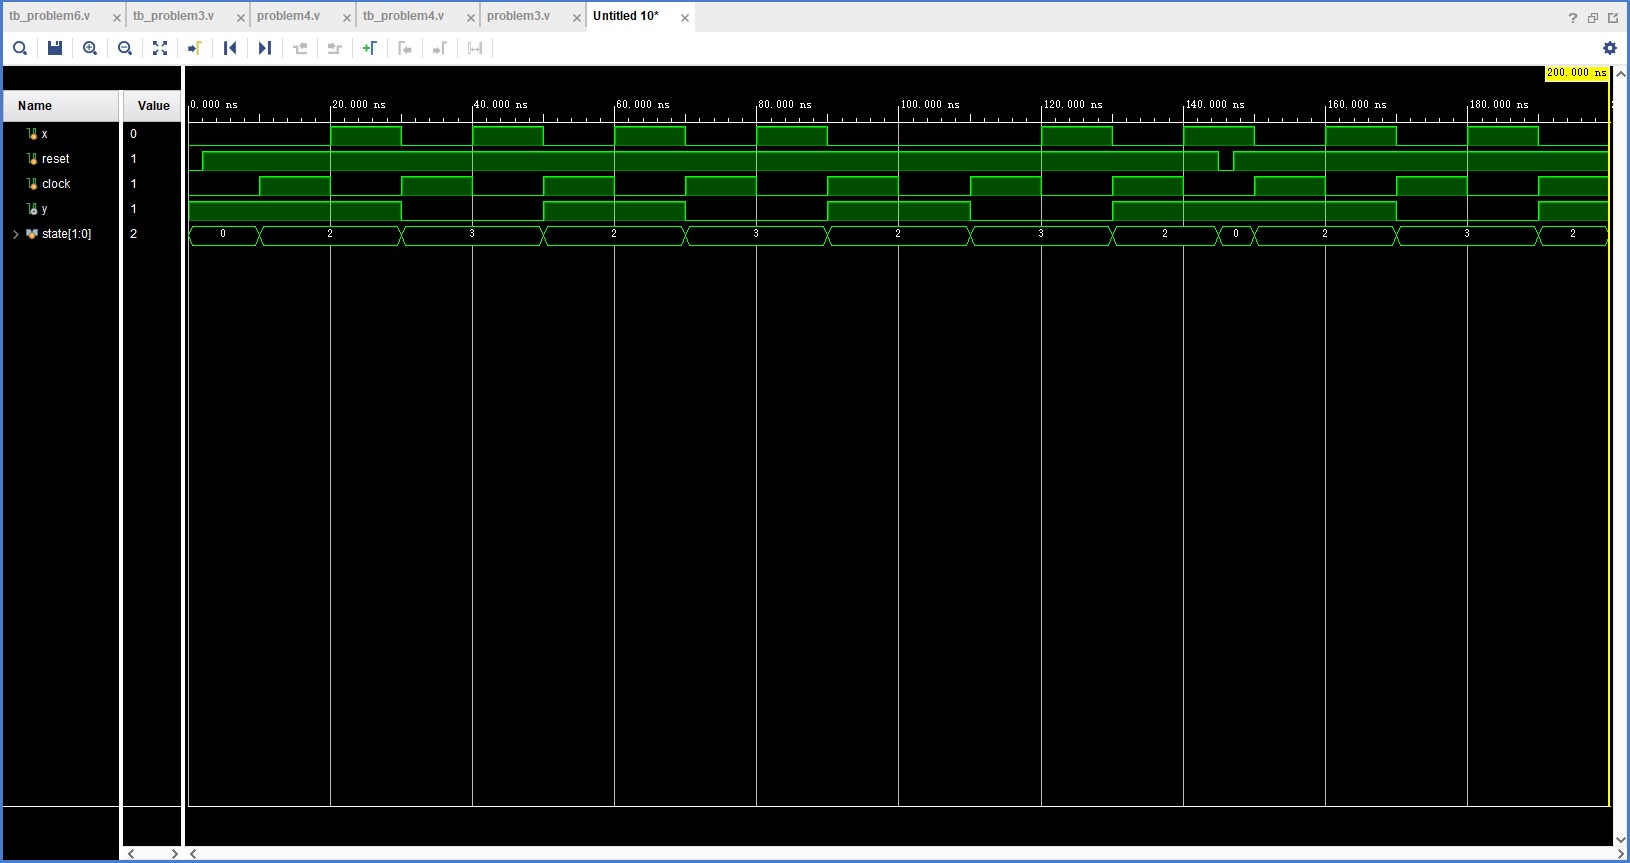 tb_problem6.v tb_problem3.v problem4.v tb_problem4.v problem3.v Untitled 10*
200.000 ns
Name Value
0.000 ns 20.000 ns 40.000 ns 60.000 ns 80.000 ns 100.000 ns 120.000 ns 140.000 ns 160.000 ns 180.000 ns
x 0
reset 1
clock 1
y 1
state[1:0] 2 0 2 3 2 3 2 3 2 0 2 3 2